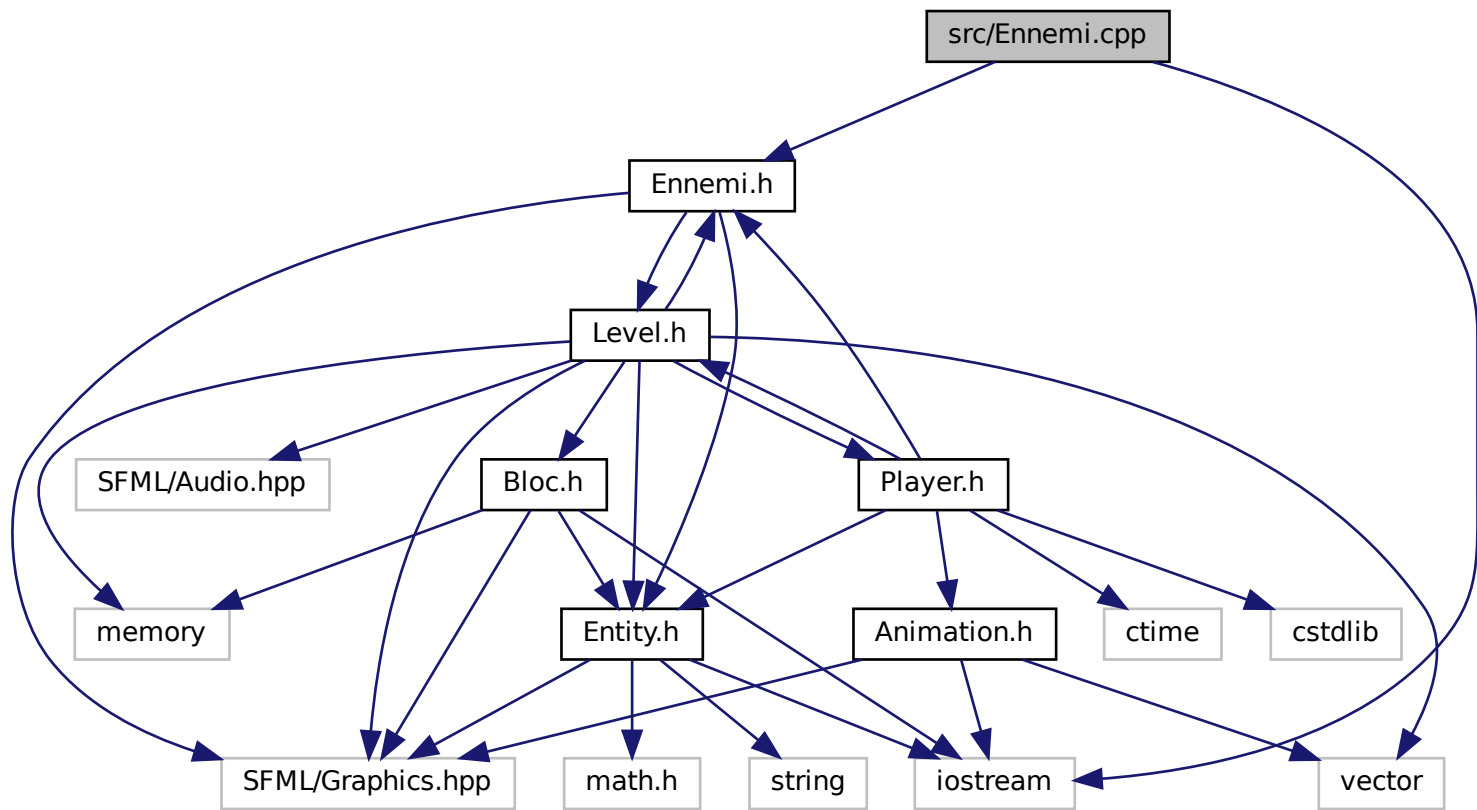 src/Ennemi.cpp
Ennemi.h
Level.h
SFML/Audio.hpp
Bloc.h
Player.h
memory
Entity.h
Animation.h
ctime
cstdlib
SFML/Graphics.hpp
math.h
string
iostream
vector